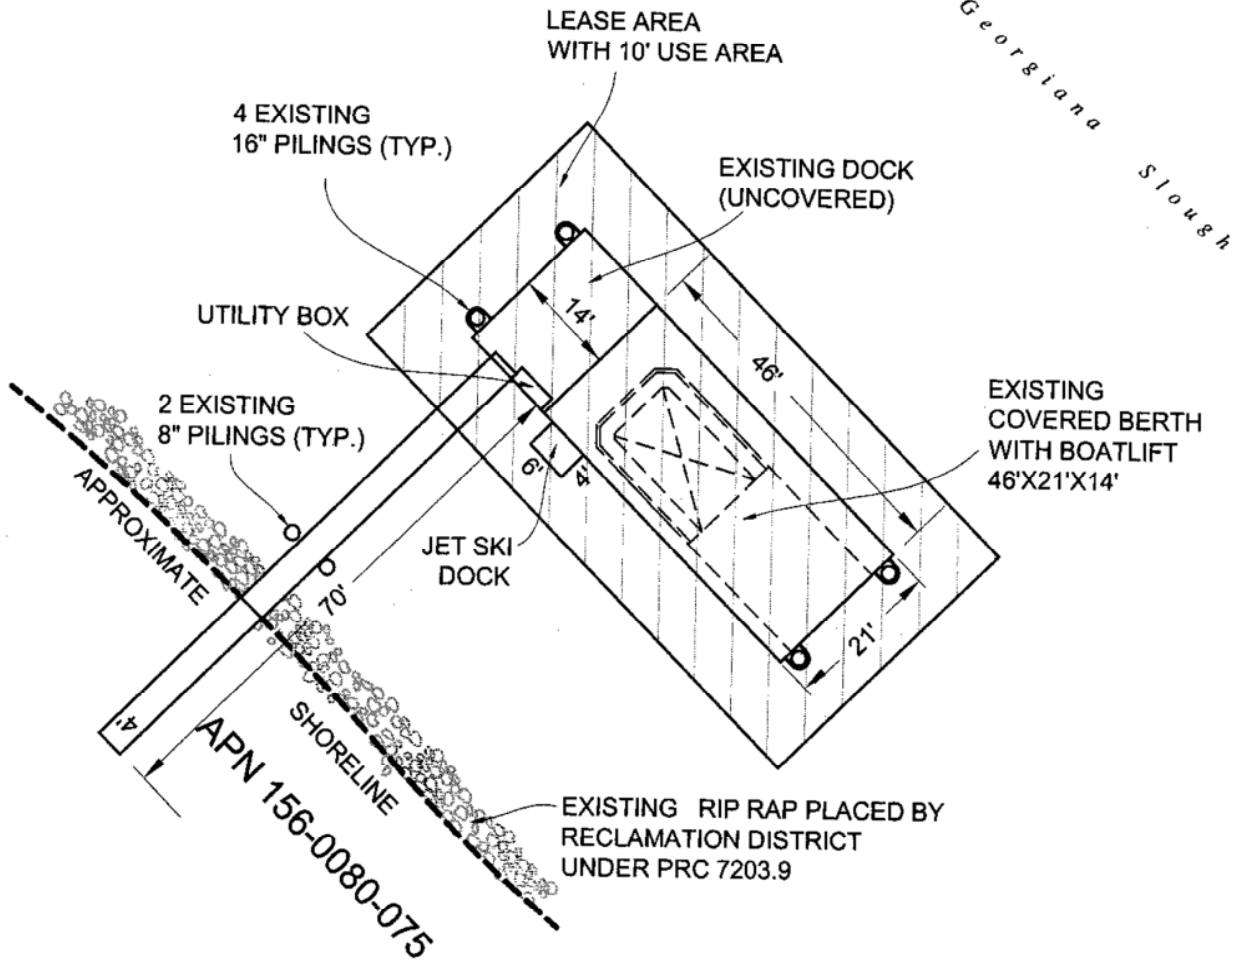 LEASE AREA
WITH 10' USE AREA
Georgiana Slough
4 EXISTING
16" PILINGS (TYP.)
EXISTING DOCK
(UNCOVERED)
UTILITY BOX
14'
46'
2 EXISTING
8" PILINGS (TYP.)
EXISTING
COVERED BERTH
WITH BOATLIFT
46'X21'X14'
6'
4'
APPROXIMATE
JET SKI
DOCK
70'
21'
4'
SHORELINE
APN 156-0080-075
EXISTING RIP RAP PLACED BY
RECLAMATION DISTRICT
UNDER PRC 7203.9